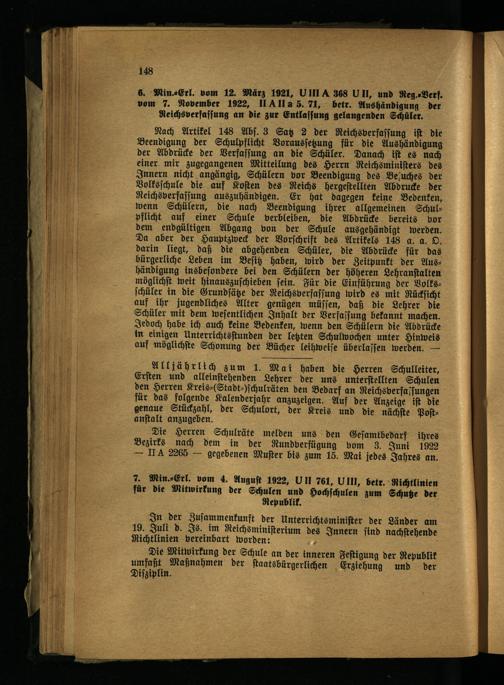 148
6. Min.-Erl. vom 12. März 1921, U III A 368 U II, und Reg.-Verf.
vom 7. November 1922, II A II a 5. 71, betr. Aushändigung der
Reichsverfassung an die zur Entlassung gelangenden Schüler.
Nach Artikel 148 Abs. 3 Satz 2 der Reichsverfassung ist die
Beendigung der Schulpflicht Voraussetzung für die Aushändigung
der Abdrücke der Verfassung an die Schüler. Danach ist es nach
einer mir zugegangenen Mitteilung des Herrn Reichsministers des
Innern nicht angängig, Schülern vor Beendigung des Besuches der
Volksschule die auf Kosten des Reichs hergestellten Abdrucke der
Reichsverfassung auszuhändigen. Er hat dagegen keine Bedenken,
wenn Schülern, die nach Beendigung ihrer allgemeinen Schul-
pflicht auf einer Schule verbleiben, die Abdrücke bereits vor
dem endgültigen Abgang von der Schule ausgehändigt werden.
Da aber der Hauptzweck der Vorschrift des Artikels 148 a. a. O.
darin liegt, daß die abgehenden Schüler, die Abdrücke für das
bürgerliche Leben im Besitz haben, wird der Zeitpunkt der Aus-
händigung insbesondere bei den Schülern der höheren Lehranstalten
möglichst weit hinauszuschieben sein. Für die Einführung der Volks-
schüler in die Grundsätze der Reichsverfassung wird es mit Rücksicht
auf ihr jugendliches Alter genügen müssen, daß die Lehrer die
Schüler mit dem wesentlichen Inhalt der Verfassung bekannt machen.
Jedoch habe ich auch keine Bedenken, wenn den Schülern die Abdrücke
in einigen Unterrichtsstunden der letzten Schulwochen unter Hinweis
auf möglichste Schonung der Bücher leihweise überlassen werden. —
Alljährlich zum 1. Mai haben die Herren Schulleiter,
Ersten und alleinstehenden Lehrer der uns unterstellten Schulen
den Herren Kreis-(Stadt-)schulräten den Bedarf an Reichsverfassungen
für das folgende Kalenderjahr anzuzeigen. Auf der Anzeige ist die
genaue Stückzahl, der Schulort, der Kreis und die nächste Post-
anstalt anzugeben.
Die Herren Schulräte melden uns den Gesamtbedarf ihres
Bezirks nach dem in der Rundverfügung vom 3. Juni 1922
— II A 2265 — gegebenen Muster bis zum 15. Mai jedes Jahres an.
7. Min.-Erl. vom 4. August 1922, U II 761, U III, betr. Richtlinien
für die Mitwirkung der Schulen und Hochschulen zum Schutze der
Republik.
In der Zusammenkunft der Unterrichtsminister der Länder am
19. Juli d. Js. im Reichsministerium des Innern sind nachstehende
Richtlinien vereinbart worden:
Die Mitwirkung der Schule an der inneren Festigung der Republik
umfaßt Maßnahmen der staatsbürgerlichen Erziehung und der
Disziplin.